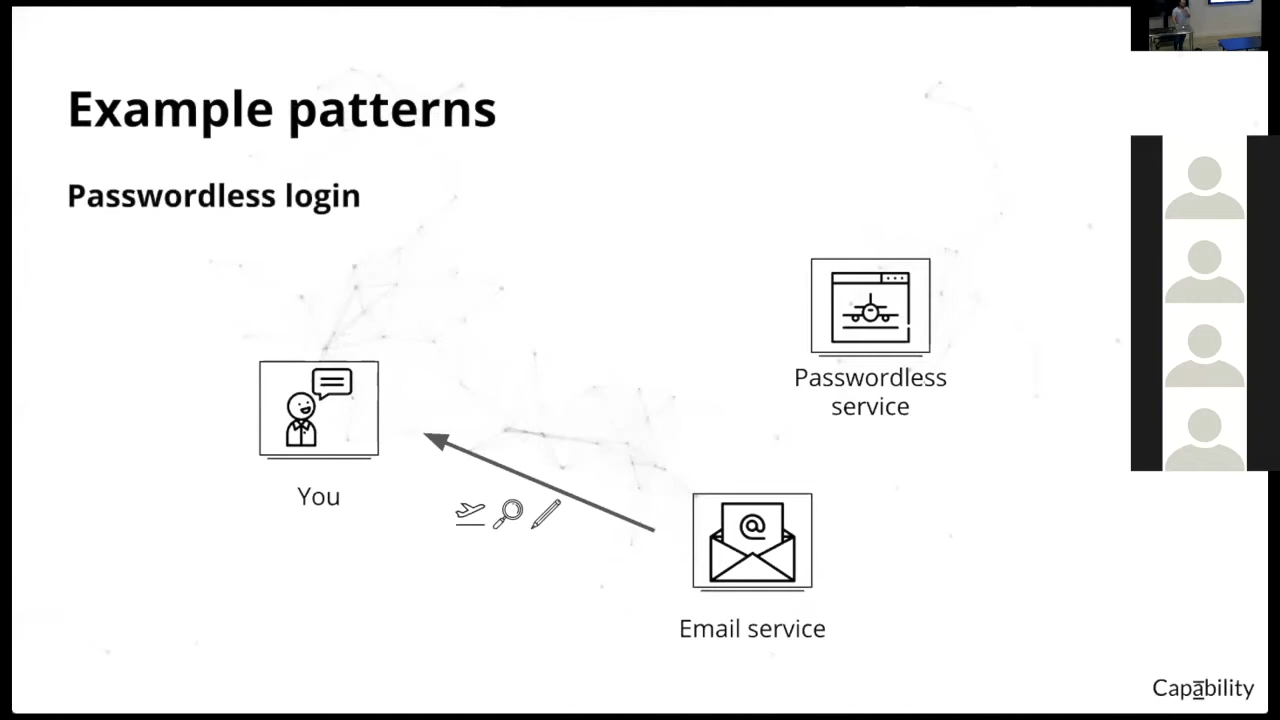 Example patterns
Passwordless login
Passwordless
service
You
@
Email service
Capability